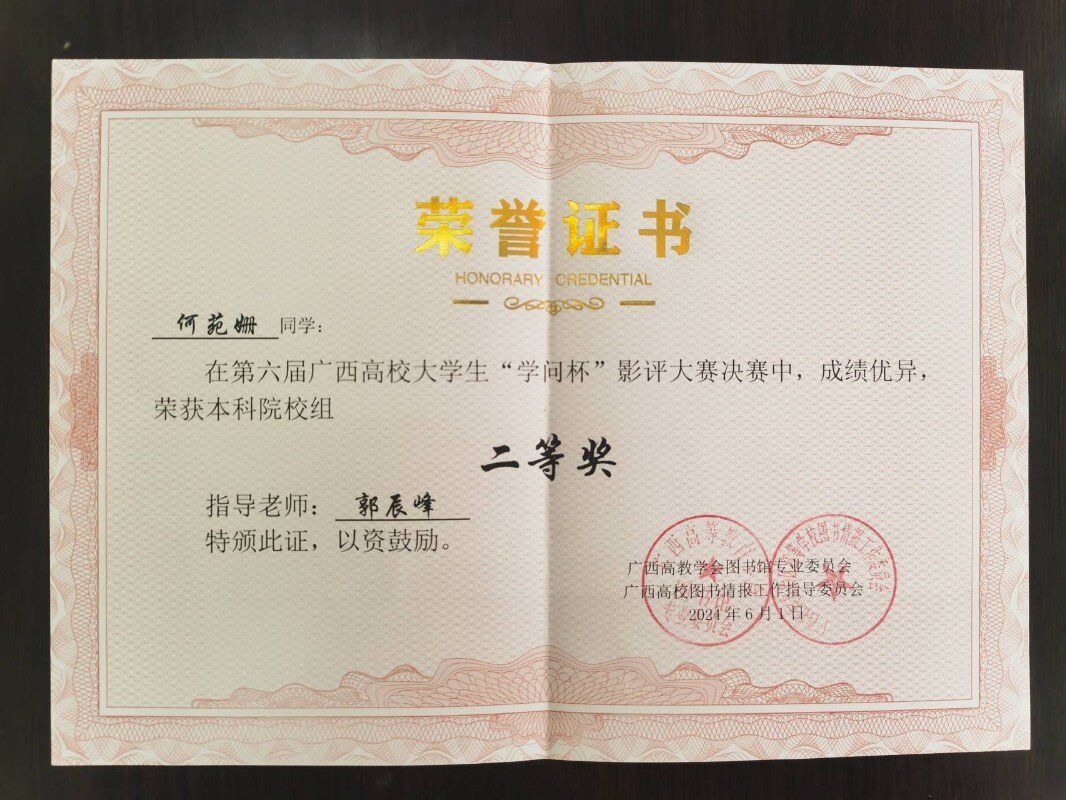 荣誉证书
HONORARY CREDENTIAL
何苑姗 同学：
在第六届广西高校大学生“学问杯”影评大赛决赛中，成绩优异，
荣获本科院校组
二等奖
指导老师：郭辰峰
特颁此证，以资鼓励。
广西高教学会图书馆专业委员会
广西高校图书情报工作指导委员会
2024年6月1日